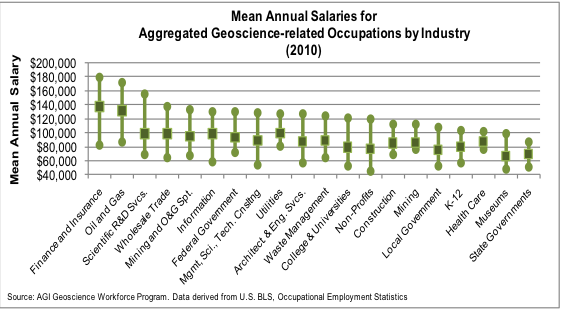 Mean Annual Salaries for
Aggregated Geoscience-related Occupations by Industry
(2010)
Mean Annual Salary
$200,000
$180,000
$160,000
$140,000
$120,000
$100,000
$80,000
$60,000
$40,000
Finance and Insurance
Oil and Gas
Scientific R&D Svcs.
Wholesale Trade
Mining and O&G Spt.
Information
Federal Government
Mgmt, Sci., Tech. Cnsltng
Utilities
Architect & Eng. Svcs.
Waste Management
College & Universities
Non-Profits
Construction
Mining
Local Government
K-12
Health Care
Museums
State Governments
Source: AGI Geoscience Workforce Program. Data derived from U.S. BLS, Occupational Employment Statistics